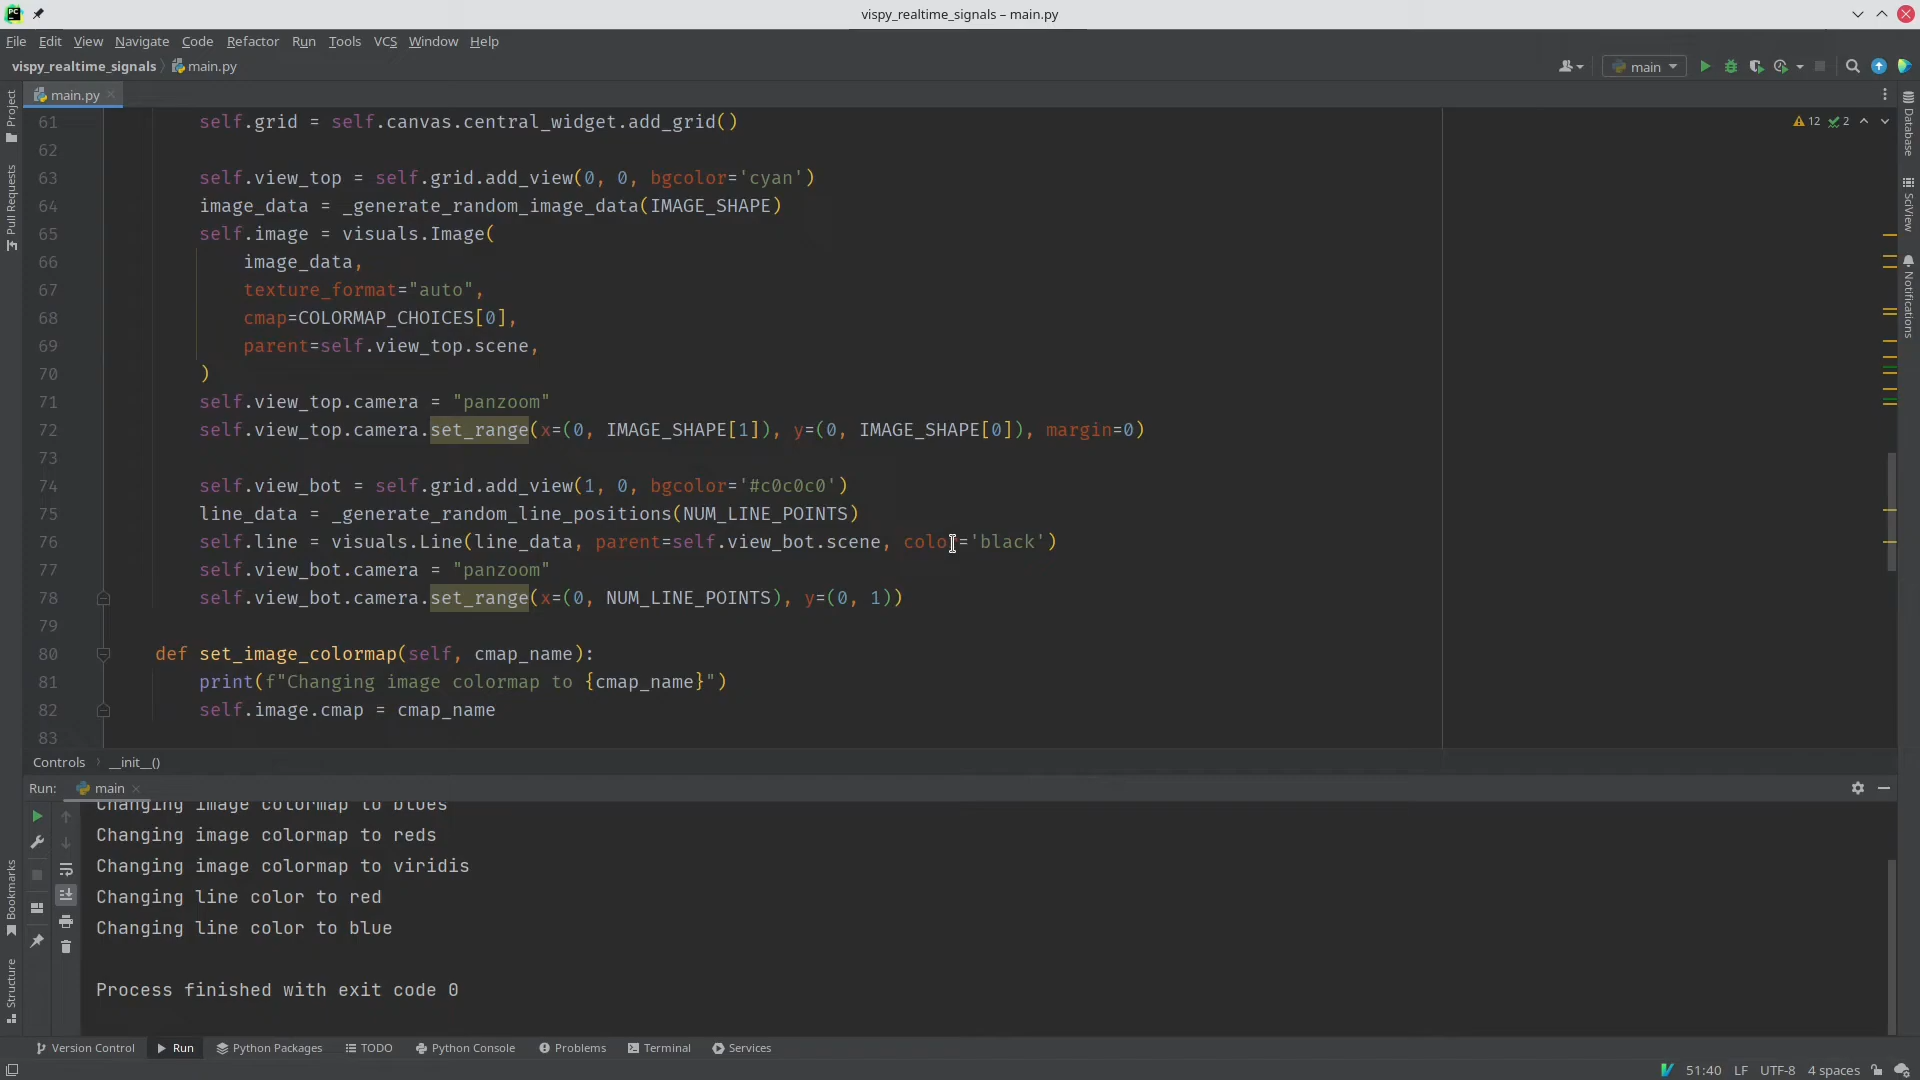 vispy_realtime_signals – main.py
File Edit View Navigate Code Refactor Run Tools VCS Window Help
vispy_realtime_signals main.py main
main.py
Project
Pull Requests
Bookmarks
Structure
Database
SciView
Notifications
12 2
61 self.grid = self.canvas.central_widget.add_grid()
62
63 self.view_top = self.grid.add_view(0, 0, bgcolor='cyan')
64 image_data = _generate_random_image_data(IMAGE_SHAPE)
65 self.image = visuals.Image(
66 image_data,
67 texture_format="auto",
68 cmap=COLORMAP_CHOICES[0],
69 parent=self.view_top.scene,
70 )
71 self.view_top.camera = "panzoom"
72 self.view_top.camera.set_range(x=(0, IMAGE_SHAPE[1]), y=(0, IMAGE_SHAPE[0]), margin=0)
73
74 self.view_bot = self.grid.add_view(1, 0, bgcolor='#c0c0c0')
75 line_data = _generate_random_line_positions(NUM_LINE_POINTS)
76 self.line = visuals.Line(line_data, parent=self.view_bot.scene, color='black')
77 self.view_bot.camera = "panzoom"
78 self.view_bot.camera.set_range(x=(0, NUM_LINE_POINTS), y=(0, 1))
79
80 def set_image_colormap(self, cmap_name):
81 print(f"Changing image colormap to {cmap_name}")
82 self.image.cmap = cmap_name
83
Controls __init__()
Run: main
Changing image colormap to blues
Changing image colormap to reds
Changing image colormap to viridis
Changing line color to red
Changing line color to blue
Process finished with exit code 0
Version Control Run Python Packages TODO Python Console Problems Terminal Services
51:40 LF UTF-8 4 spaces